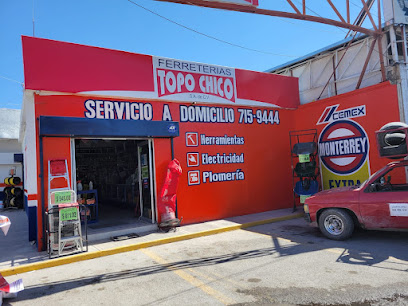 FERRETERIAS
TOPO CHICO
SERVICIO A DOMICILIO 715-9444
Herramientas
Electricidad
Plomería
CEMEX
MONTERREY
EXTRA